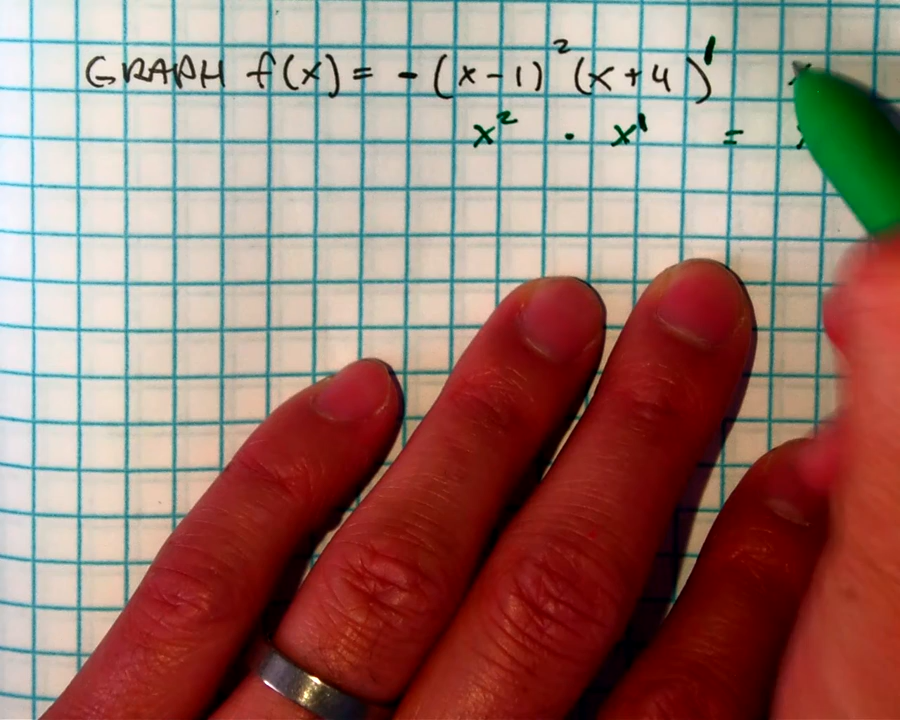 GRAPH f(x) = -(x-1)²(x+4)¹
x² · x¹ =